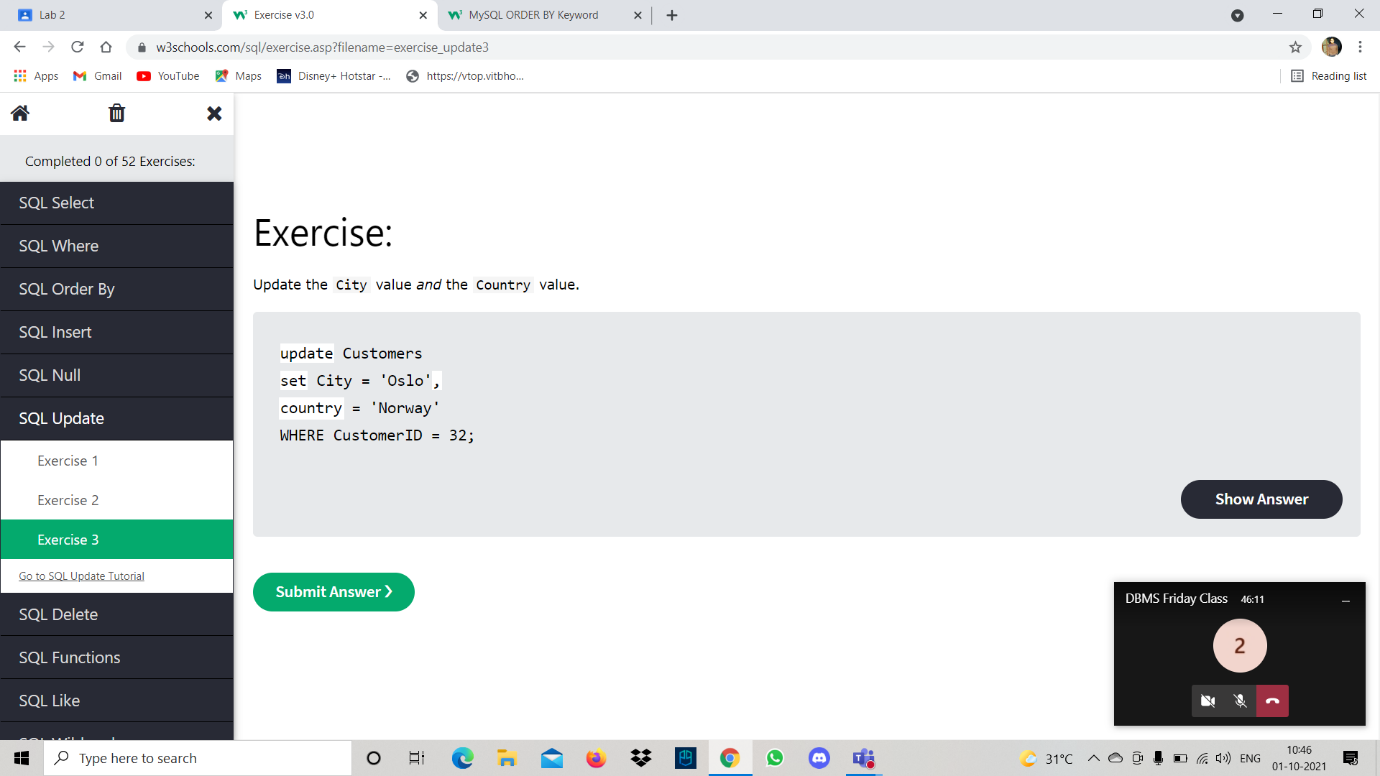 Lab 2
Exercise v3.0
MySQL ORDER BY Keyword
w3schools.com/sql/exercise.asp?filename=exercise_update3
Apps Gmail YouTube Maps Disney+ Hotstar -... https://vtop.vitbho... Reading list
Completed 0 of 52 Exercises:
SQL Select
SQL Where
SQL Order By
SQL Insert
SQL Null
SQL Update
Exercise 1
Exercise 2
Exercise 3
Go to SQL Update Tutorial
SQL Delete
SQL Functions
SQL Like
Exercise:
Update the City value and the Country value.
update Customers
set City = 'Oslo',
country = 'Norway'
WHERE CustomerID = 32;
Show Answer
Submit Answer ❯
DBMS Friday Class 46:11
2
Type here to search
31°C
ENG
10:46
01-10-2021